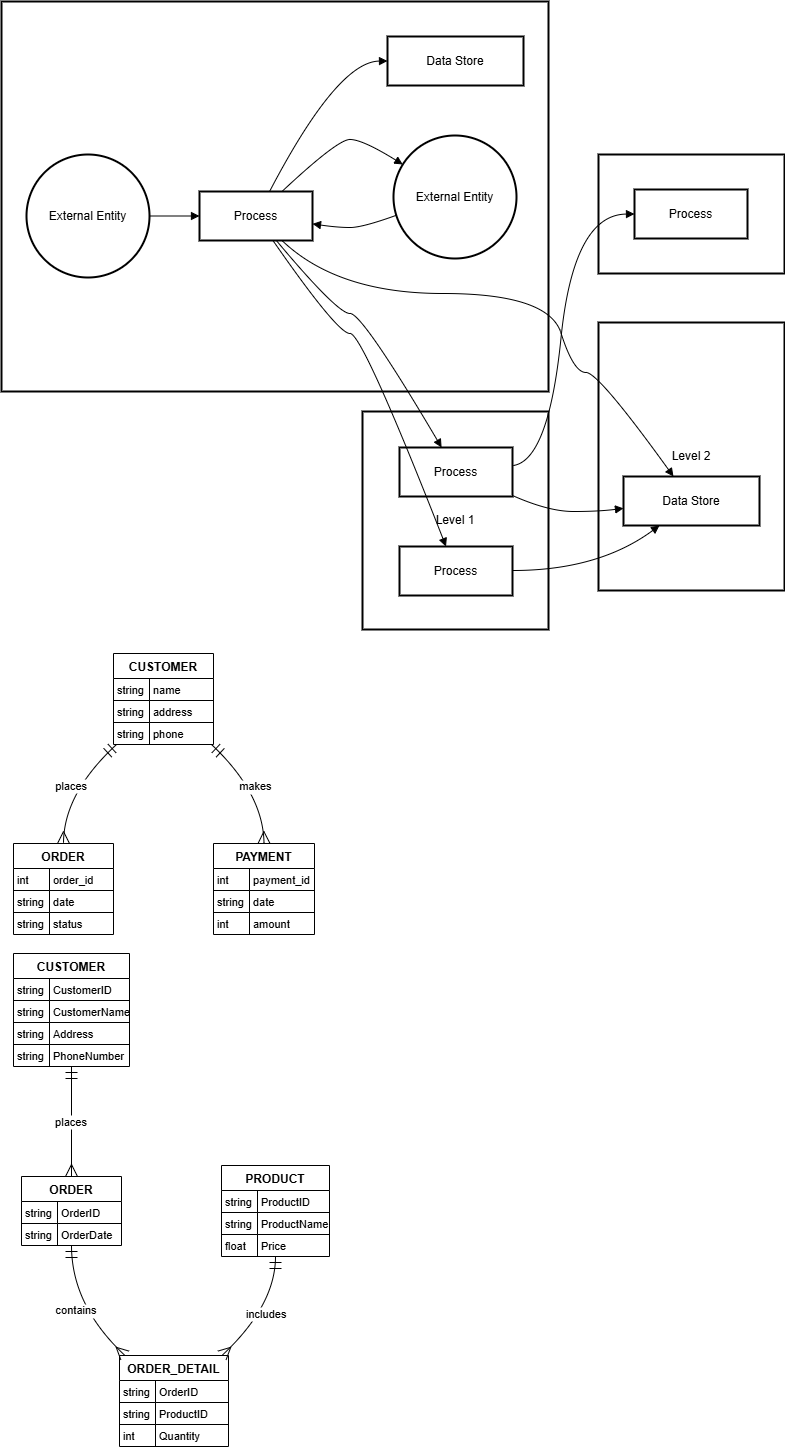 Data Store
External Entity
Process
External Entity
Process
Process
Level 1
Process
Level 2
Data Store
CUSTOMER
string name
string address
string phone
places
makes
ORDER
int order_id
string date
string status
PAYMENT
int payment_id
string date
int amount
CUSTOMER
string CustomerID
string CustomerName
string Address
string PhoneNumber
places
ORDER
string OrderID
string OrderDate
PRODUCT
string ProductID
string ProductName
float Price
contains
includes
ORDER_DETAIL
string OrderID
string ProductID
int Quantity